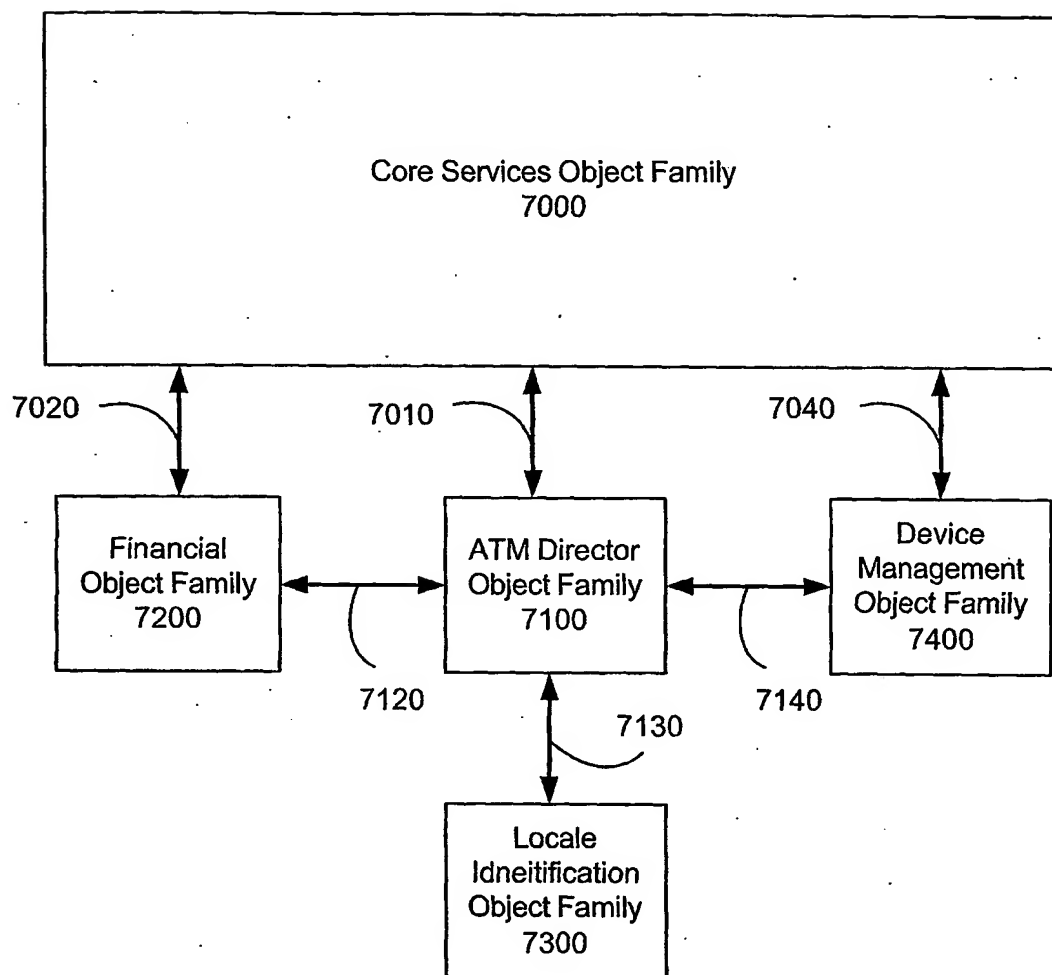 Core Services Object Family
7000
7020
7010
7040
Financial
Object Family
7200
ATM Director
Object Family
7100
Device
Management
Object Family
7400
7120
7140
7130
Locale
Idneitification
Object Family
7300